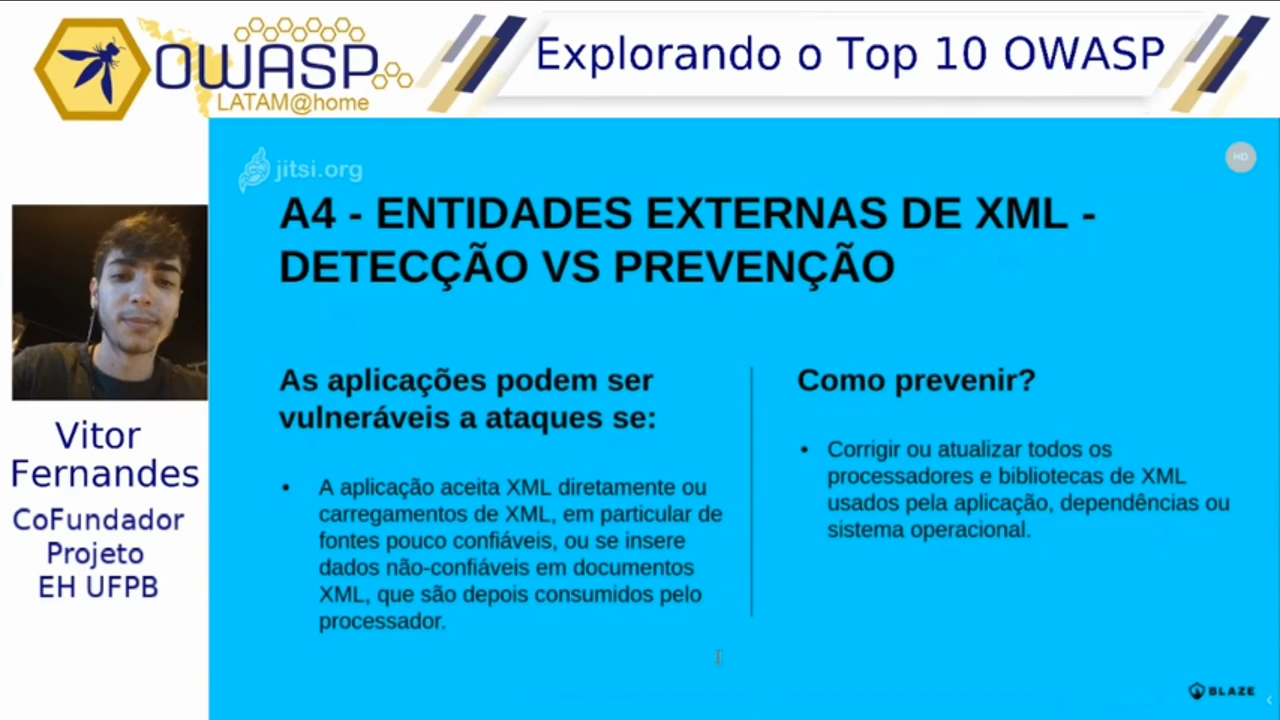 OWASP
LATAM@home
Explorando o Top 10 OWASP
jitsi.org
HD
A4 - ENTIDADES EXTERNAS DE XML -
DETECÇÃO VS PREVENÇÃO
As aplicações podem ser
vulneráveis a ataques se:
• A aplicação aceita XML diretamente ou
carregamentos de XML, em particular de
fontes pouco confiáveis, ou se insere
dados não-confiáveis em documentos
XML, que são depois consumidos pelo
processador.
Como prevenir?
• Corrigir ou atualizar todos os
processadores e bibliotecas de XML
usados pela aplicação, dependências ou
sistema operacional.
Vitor
Fernandes
CoFundador
Projeto
EH UFPB
BLAZE